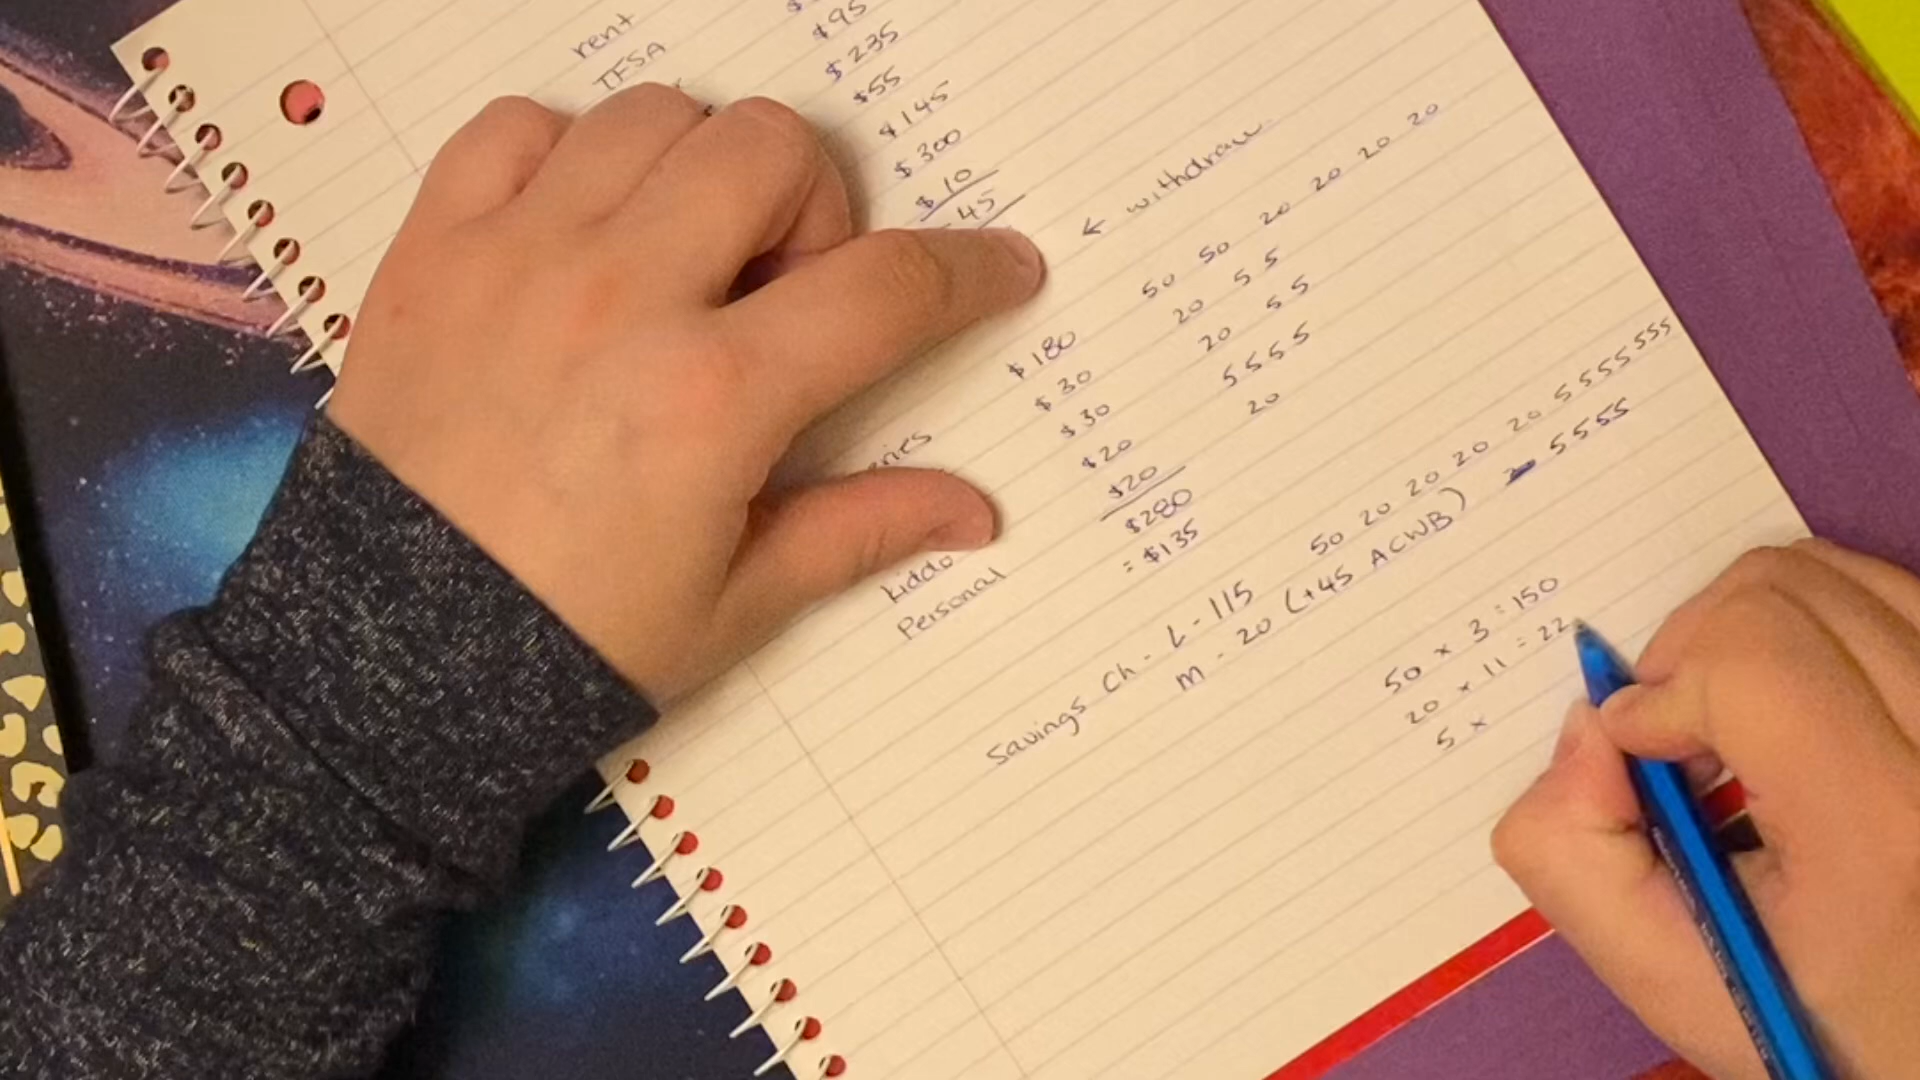 rent
TFSA $95
$235
$55
$145
$300
$10
45 ← withdraw
$180 50 50 20 20 20 20
$30 20 5 5
$30 20 5 5
$20 5 5 5 5
kiddo $20 20
Personal $280
= $135
Savings Ch - L - 115 50 20 20 20 20 5 5 5 5 5 5 5
M - 20 (+45 ACWB) 5 5 5 5
50 x 3 = 150
20 x 11 = 22
5 x